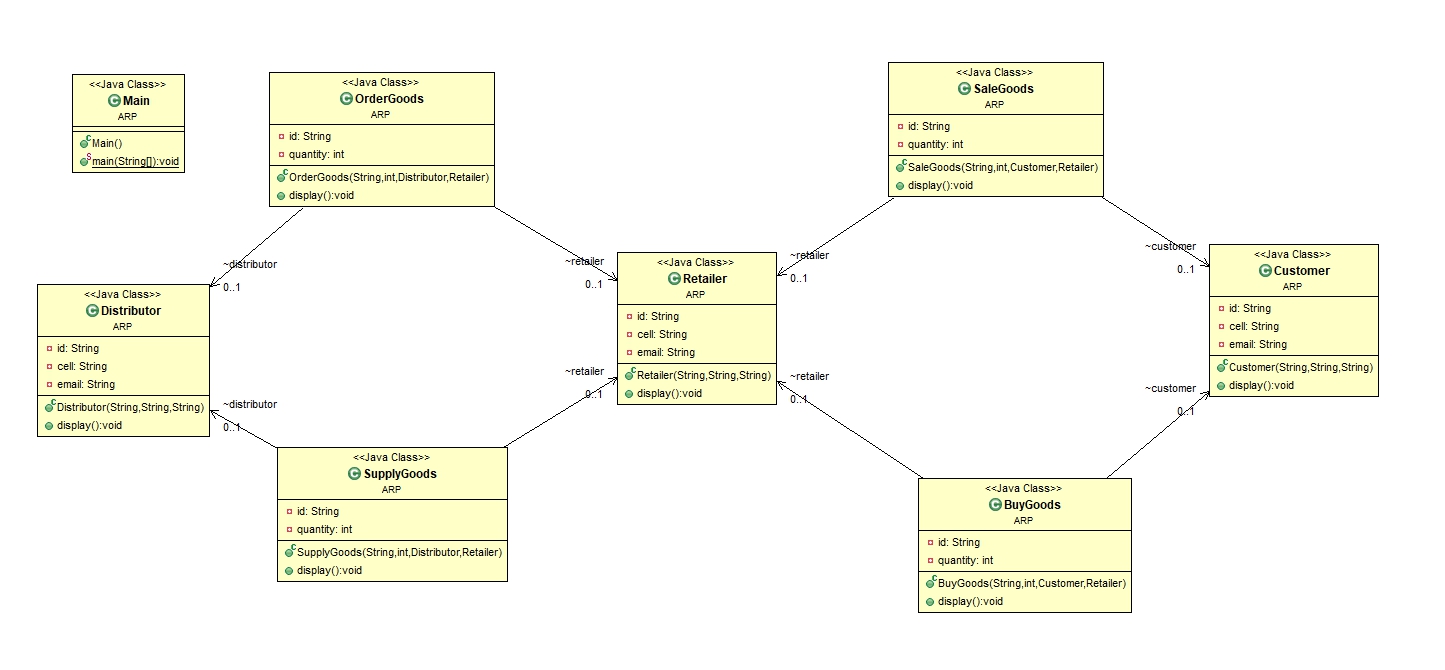 <<Java Class>>
Main
ARP
Main()
main(String[]):void
<<Java Class>>
OrderGoods
ARP
id: String
quantity: int
OrderGoods(String,int,Distributor,Retailer)
display():void
<<Java Class>>
SaleGoods
ARP
id: String
quantity: int
SaleGoods(String,int,Customer,Retailer)
display():void
~distributor
0..1
~retailer
0..1
~retailer
0..1
~customer
0..1
<<Java Class>>
Distributor
ARP
id: String
cell: String
email: String
Distributor(String,String,String)
display():void
<<Java Class>>
Retailer
ARP
id: String
cell: String
email: String
Retailer(String,String,String)
display():void
<<Java Class>>
Customer
ARP
id: String
cell: String
email: String
Customer(String,String,String)
display():void
~distributor
0..1
~retailer
0..1
~retailer
0..1
~customer
0..1
<<Java Class>>
SupplyGoods
ARP
id: String
quantity: int
SupplyGoods(String,int,Distributor,Retailer)
display():void
<<Java Class>>
BuyGoods
ARP
id: String
quantity: int
BuyGoods(String,int,Customer,Retailer)
display():void